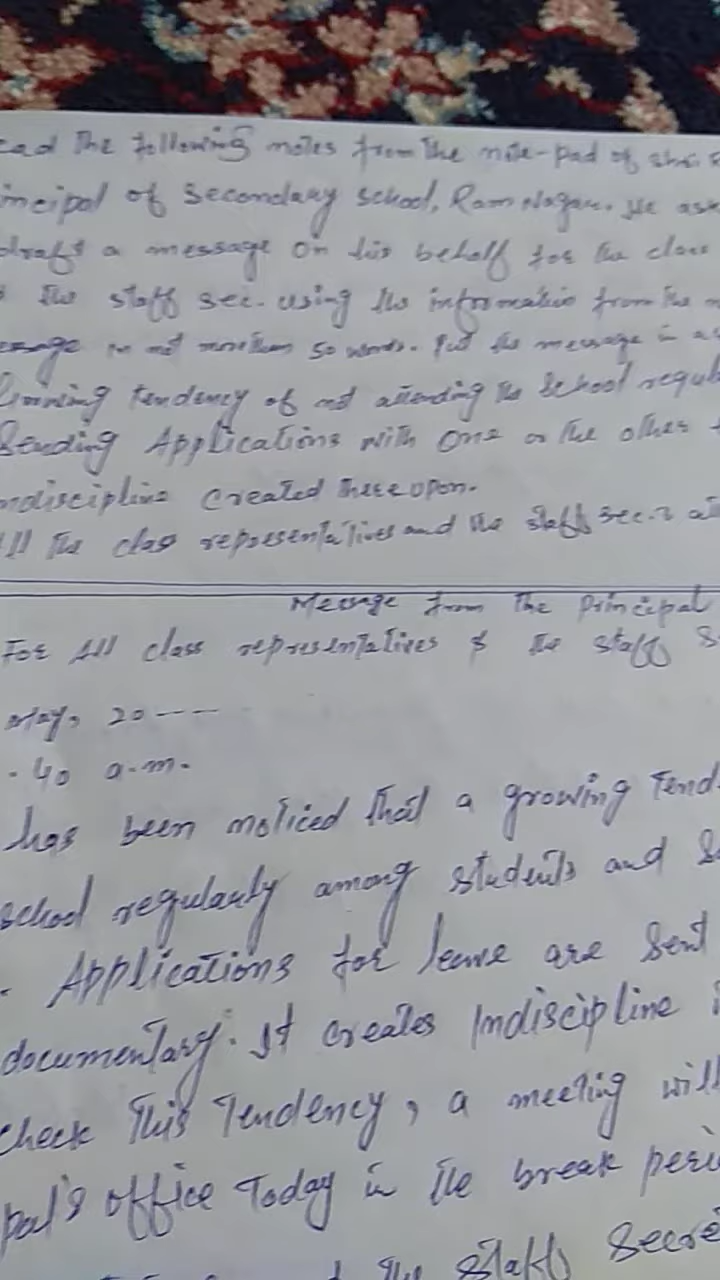 ead The following notes from the note-pad of shri
incipal of Secondary school, Ram Nagar. He as
draft a message on his behalf for the class
the staff sec. using the information from the
essage in not more than 50 words. Put the message in a
Growing tendency of not attending the School regul
Sending Applications with one or the other
ndiscipline created thereupon.
ll the class representatives and the staff sec.
Message from The Principal
For All class representatives & the staff S
May, 20---
. 40 a.m.
has been noticed that a growing Tend
school regularly among students and
. Applications for leave are sent
documentary. It creates Indiscipline i
check This Tendency, a meeting will
pal's office Today in the break peri
the staff Secre